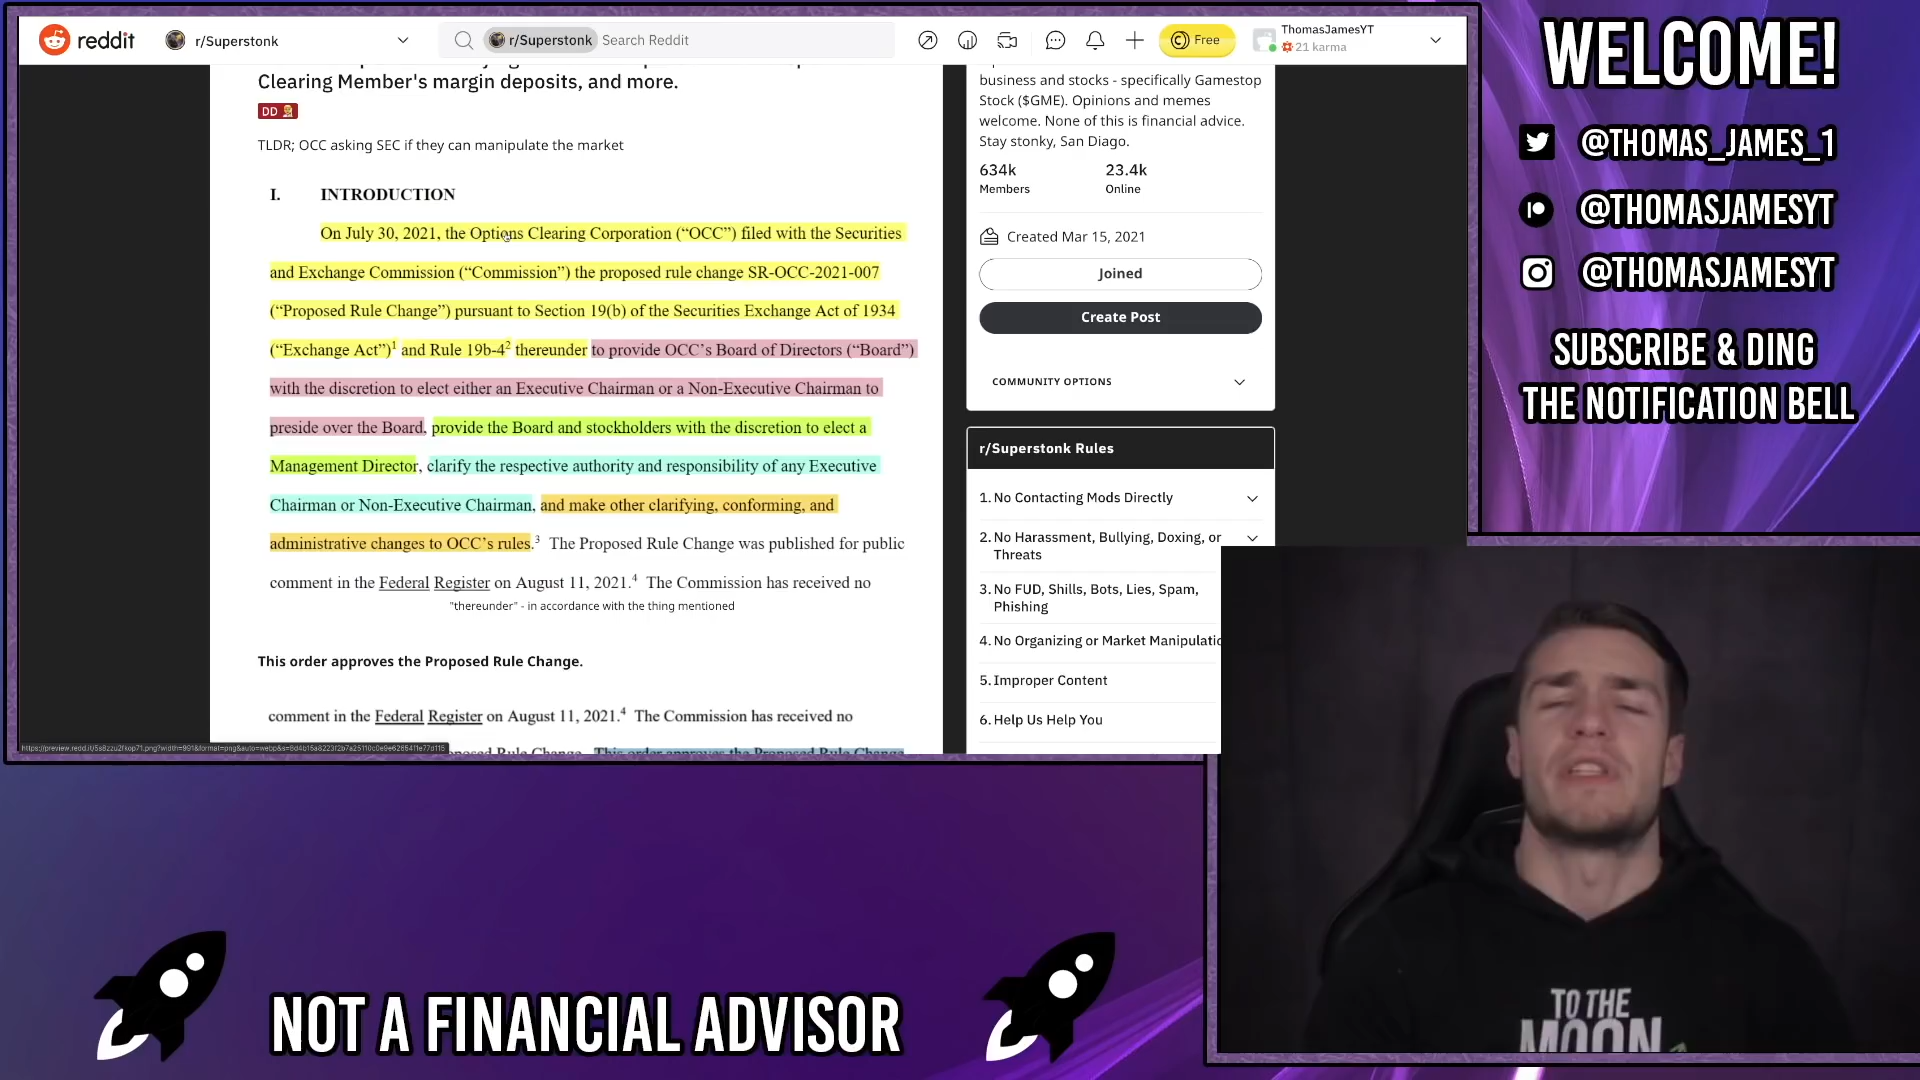 reddit
r/Superstonk
r/Superstonk Search Reddit
Free
ThomasJamesYT
21 karma
Clearing Member's margin deposits, and more.
DD
TLDR; OCC asking SEC if they can manipulate the market
I. INTRODUCTION
On July 30, 2021, the Options Clearing Corporation (“OCC”) filed with the Securities
and Exchange Commission (“Commission”) the proposed rule change SR-OCC-2021-007
(“Proposed Rule Change”) pursuant to Section 19(b) of the Securities Exchange Act of 1934
(“Exchange Act”)1 and Rule 19b-42 thereunder to provide OCC’s Board of Directors (“Board”)
with the discretion to elect either an Executive Chairman or a Non-Executive Chairman to
preside over the Board, provide the Board and stockholders with the discretion to elect a
Management Director, clarify the respective authority and responsibility of any Executive
Chairman or Non-Executive Chairman, and make other clarifying, conforming, and
administrative changes to OCC’s rules.3 The Proposed Rule Change was published for public
comment in the Federal Register on August 11, 2021.4 The Commission has received no
"thereunder" - in accordance with the thing mentioned
This order approves the Proposed Rule Change.
comment in the Federal Register on August 11, 2021.4 The Commission has received no
posed Rule Change. This order approves the Proposed Rule Change
business and stocks - specifically Gamestop
Stock ($GME). Opinions and memes
welcome. None of this is financial advice.
Stay stonky, San Diago.
634k 23.4k
Members Online
Created Mar 15, 2021
Joined
Create Post
COMMUNITY OPTIONS
r/Superstonk Rules
1. No Contacting Mods Directly
2. No Harassment, Bullying, Doxing, or
Threats
3. No FUD, Shills, Bots, Lies, Spam,
Phishing
4. No Organizing or Market Manipulatio
5. Improper Content
6. Help Us Help You
WELCOME!
@THOMAS_JAMES_1
@THOMASJAMESYT
@THOMASJAMESYT
SUBSCRIBE & DING
THE NOTIFICATION BELL
TO THE
MOON
NOT A FINANCIAL ADVISOR